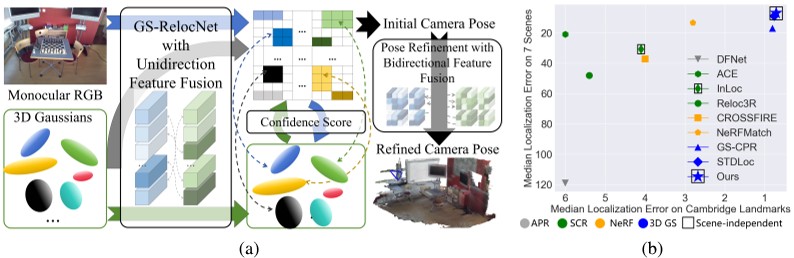 Monocular RGB
3D Gaussians
...
GS-RelocNet
with
Unidirection
Feature Fusion
...
...
...
...
Confidence Score
...
Initial Camera Pose
Pose Refinement with
Bidirectional Feature
Fusion
Refined Camera Pose
(a)
Median Localization Error on 7 Scenes
20
40
60
80
100
120
6
5
4
3
2
1
DFNet
ACE
InLoc
Reloc3R
CROSSFIRE
NeRFMatch
GS-CPR
STDLoc
Ours
Median Localization Error on Cambridge Landmarks
APR
SCR
NeRF
3D GS
Scene-independent
(b)